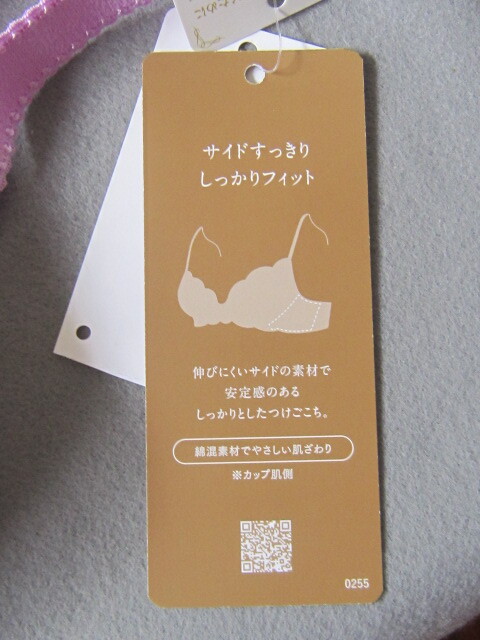 ために
サイドすっきり
しっかりフィット
伸びにくいサイドの素材で
安定感のある
しっかりとしたつけごこち。
綿混素材でやさしい肌ざわり
※カップ肌側
0255